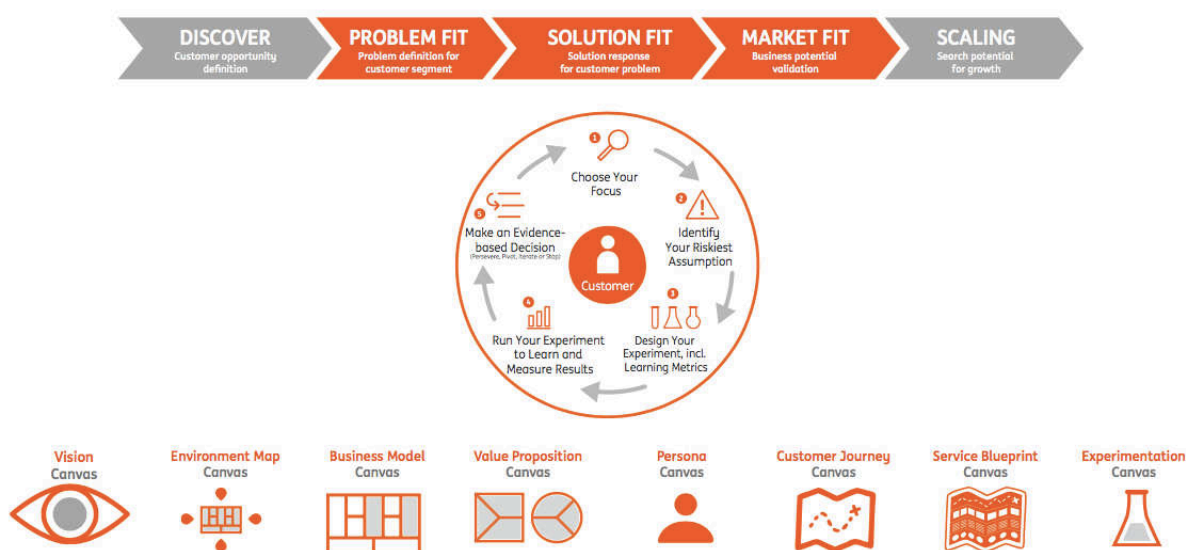 DISCOVER
Customer opportunity
definition
PROBLEM FIT
Problem definition for
customer segment
SOLUTION FIT
Solution response
for customer problem
MARKET FIT
Business potential
validation
SCALING
Search potential
for growth
1
Choose Your
Focus
2
Identify
Your Riskiest
Assumption
3
Design Your
Experiment, incl.
Learning Metrics
4
Run Your Experiment
to Learn and
Measure Results
5
Make an Evidence-
based Decision
(Persevere, Pivot, Iterate or Stop)
Customer
Vision
Canvas
Environment Map
Canvas
Business Model
Canvas
Value Proposition
Canvas
Persona
Canvas
Customer Journey
Canvas
Service Blueprint
Canvas
Experimentation
Canvas